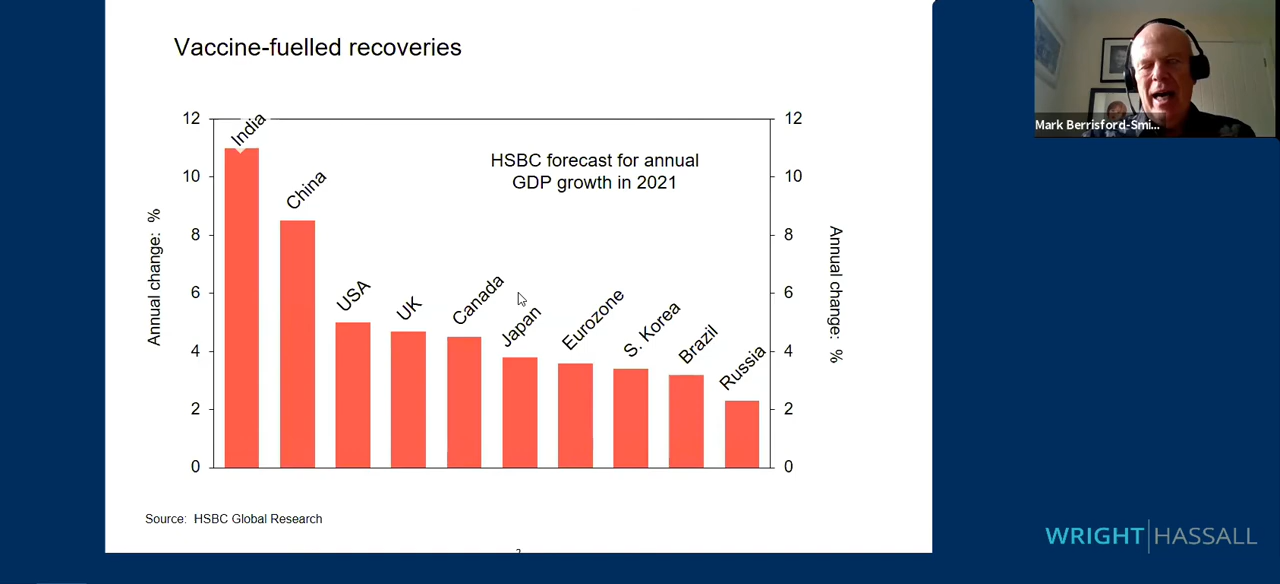 Vaccine-fuelled recoveries
HSBC forecast for annual
GDP growth in 2021
Annual change: %
12
10
8
6
4
2
0
India
China
USA
UK
Canada
Japan
Eurozone
S. Korea
Brazil
Russia
12
10
8
6
4
2
0
Annual change: %
Source: HSBC Global Research
2
Mark Berrisford-Smi...
WRIGHT HASSALL